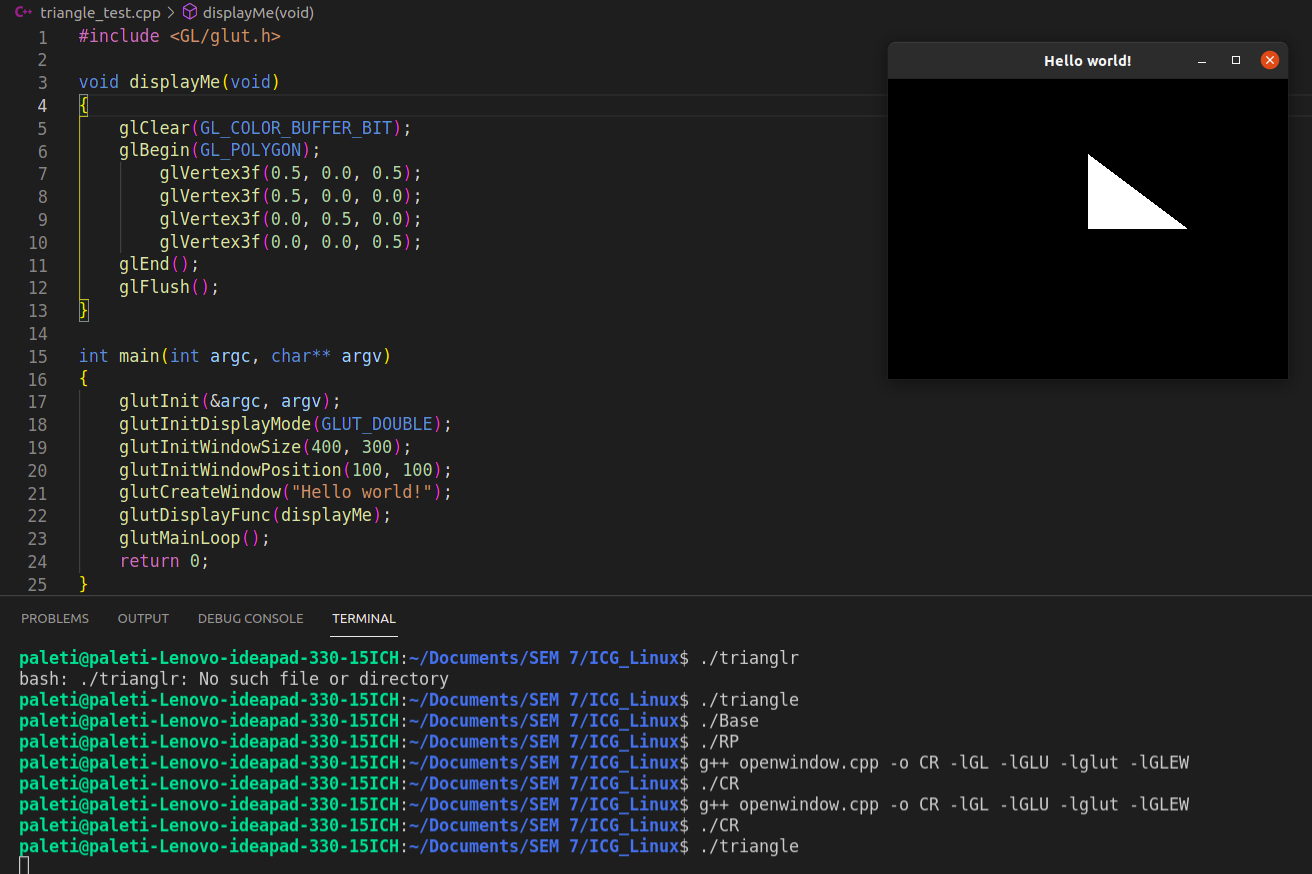 C++ triangle_test.cpp > displayMe(void)
1 #include <GL/glut.h>
2
3 void displayMe(void)
4 {
5 glClear(GL_COLOR_BUFFER_BIT);
6 glBegin(GL_POLYGON);
7 glVertex3f(0.5, 0.0, 0.5);
8 glVertex3f(0.5, 0.0, 0.0);
9 glVertex3f(0.0, 0.5, 0.0);
10 glVertex3f(0.0, 0.0, 0.5);
11 glEnd();
12 glFlush();
13 }
14
15 int main(int argc, char** argv)
16 {
17 glutInit(&argc, argv);
18 glutInitDisplayMode(GLUT_DOUBLE);
19 glutInitWindowSize(400, 300);
20 glutInitWindowPosition(100, 100);
21 glutCreateWindow("Hello world!");
22 glutDisplayFunc(displayMe);
23 glutMainLoop();
24 return 0;
25 }
Hello world!
PROBLEMS OUTPUT DEBUG CONSOLE TERMINAL
paleti@paleti-Lenovo-ideapad-330-15ICH:~/Documents/SEM 7/ICG_Linux$ ./trianglr
bash: ./trianglr: No such file or directory
paleti@paleti-Lenovo-ideapad-330-15ICH:~/Documents/SEM 7/ICG_Linux$ ./triangle
paleti@paleti-Lenovo-ideapad-330-15ICH:~/Documents/SEM 7/ICG_Linux$ ./Base
paleti@paleti-Lenovo-ideapad-330-15ICH:~/Documents/SEM 7/ICG_Linux$ ./RP
paleti@paleti-Lenovo-ideapad-330-15ICH:~/Documents/SEM 7/ICG_Linux$ g++ openwindow.cpp -o CR -lGL -lGLU -lglut -lGLEW
paleti@paleti-Lenovo-ideapad-330-15ICH:~/Documents/SEM 7/ICG_Linux$ ./CR
paleti@paleti-Lenovo-ideapad-330-15ICH:~/Documents/SEM 7/ICG_Linux$ g++ openwindow.cpp -o CR -lGL -lGLU -lglut -lGLEW
paleti@paleti-Lenovo-ideapad-330-15ICH:~/Documents/SEM 7/ICG_Linux$ ./CR
paleti@paleti-Lenovo-ideapad-330-15ICH:~/Documents/SEM 7/ICG_Linux$ ./triangle